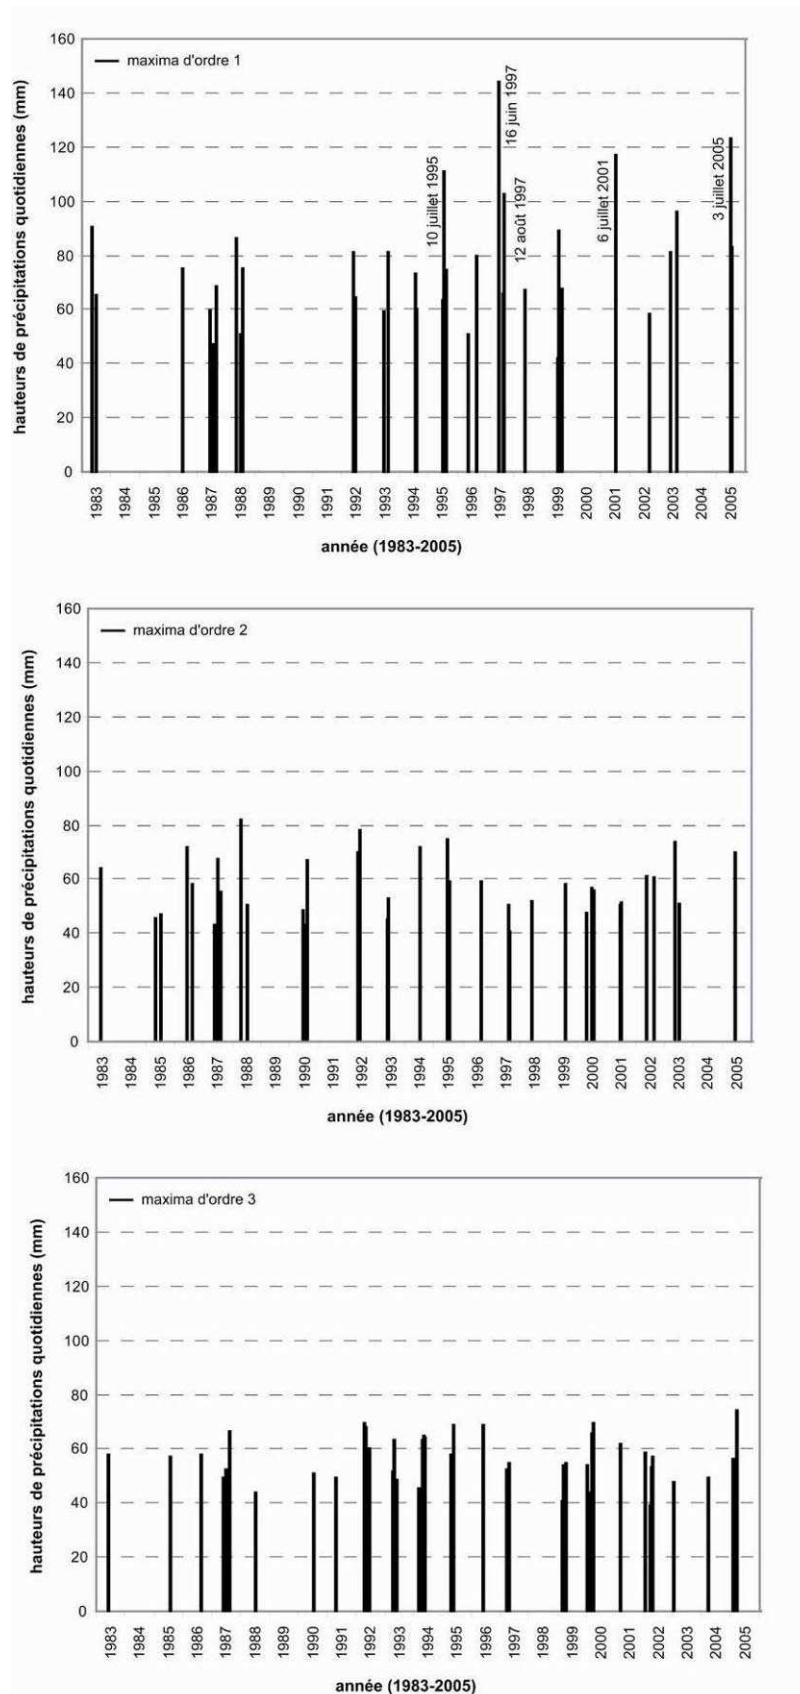 160
maxima d'ordre 1
140
120
100
80
60
40
20
0
hauteurs de précipitations quotidiennes (mm)
10 juillet 1995
16 juin 1997
12 août 1997
6 juillet 2001
3 juillet 2005
1983 1984 1985 1986 1987 1988 1989 1990 1991 1992 1993 1994 1995 1996 1997 1998 1999 2000 2001 2002 2003 2004 2005
année (1983-2005)
160
maxima d'ordre 2
140
120
100
80
60
40
20
0
hauteurs de précipitations quotidiennes (mm)
1983 1984 1985 1986 1987 1988 1989 1990 1991 1992 1993 1994 1995 1996 1997 1998 1999 2000 2001 2002 2003 2004 2005
année (1983-2005)
160
maxima d'ordre 3
140
120
100
80
60
40
20
0
hauteurs de précipitations quotidiennes (mm)
1983 1984 1985 1986 1987 1988 1989 1990 1991 1992 1993 1994 1995 1996 1997 1998 1999 2000 2001 2002 2003 2004 2005
année (1983-2005)